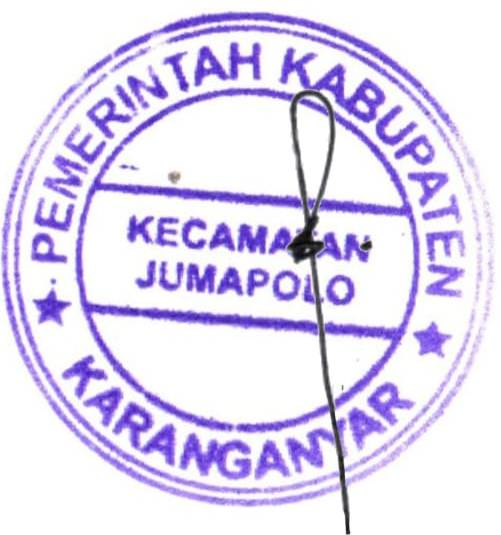 PEMERINTAH KABUPATEN
KECAMATAN
JUMAPOLO
KARANGANYAR